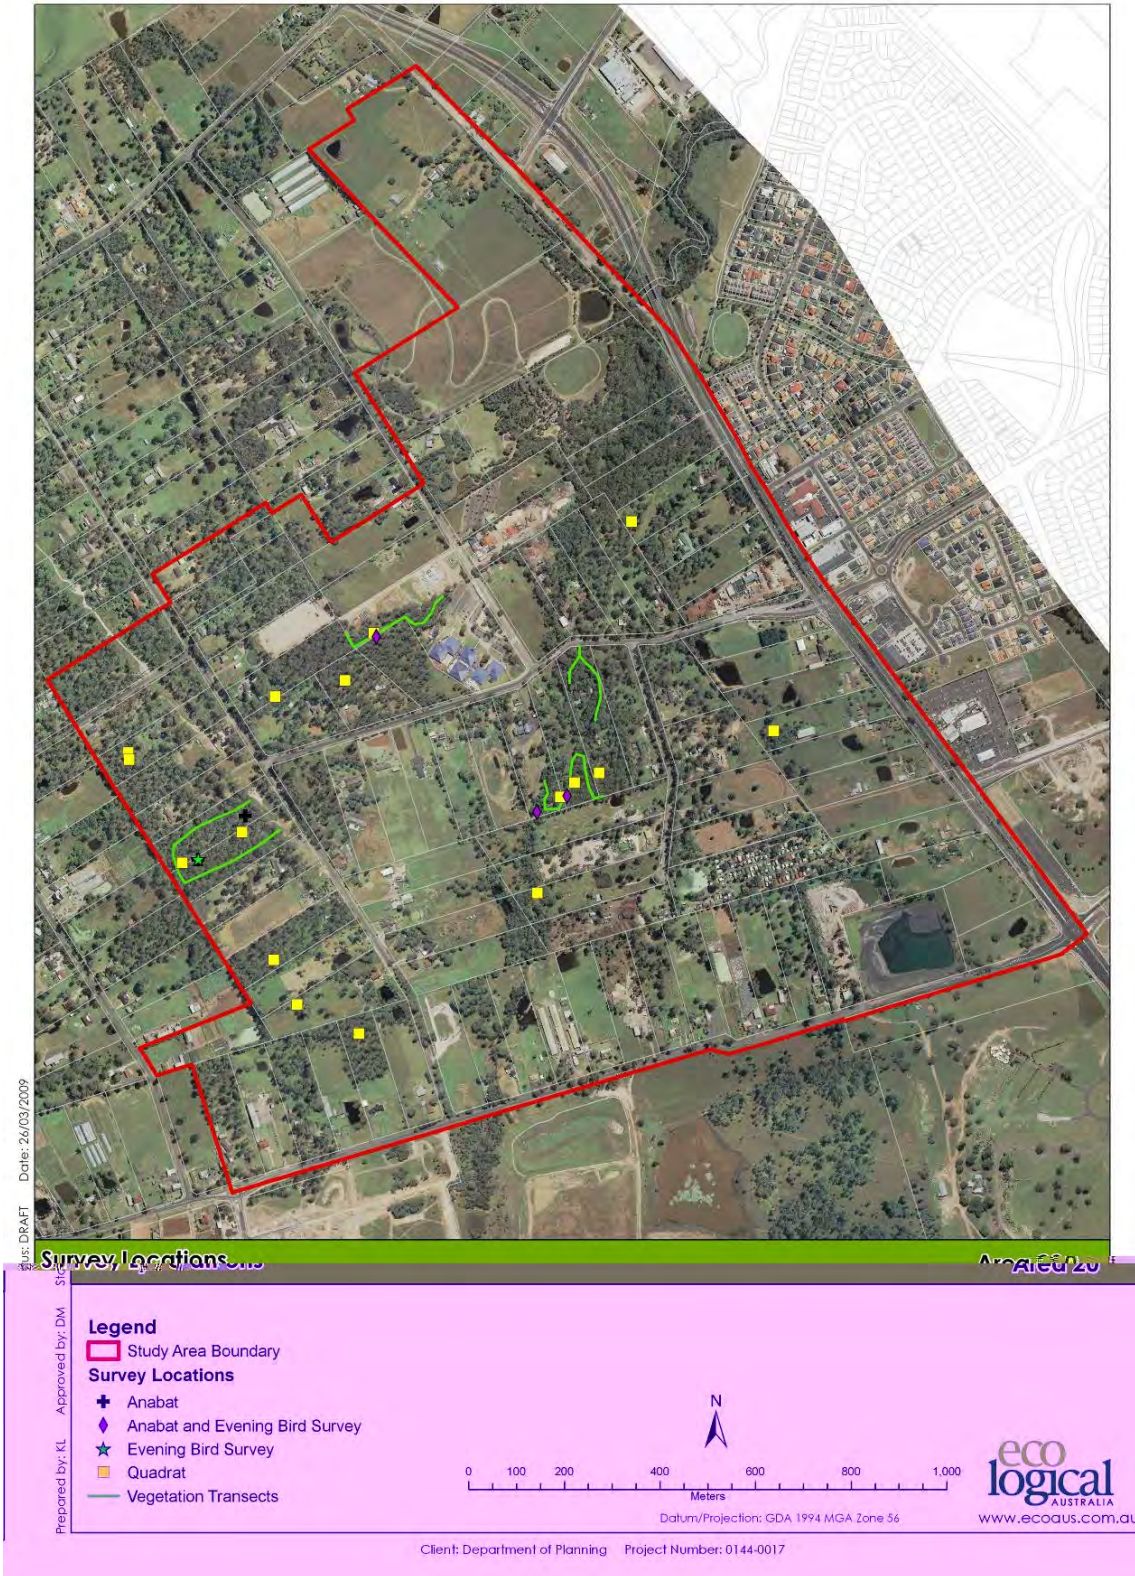 Date: 26/03/2009
us: DRAFT
Survey Locations
Area 20
Approved by: DM
Prepared by: KL
Legend
Study Area Boundary
Survey Locations
Anabat
Anabat and Evening Bird Survey
Evening Bird Survey
Quadrat
Vegetation Transects
N
0 100 200 400 600 800 1,000
Meters
Datum/Projection: GDA 1994 MGA Zone 56
eco
logical
AUSTRALIA
www.ecoaus.com.au
Client: Department of Planning Project Number: 0144-0017